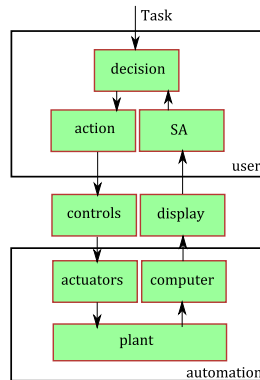 Task
decision
action
SA
user
controls
display
actuators
computer
plant
automation